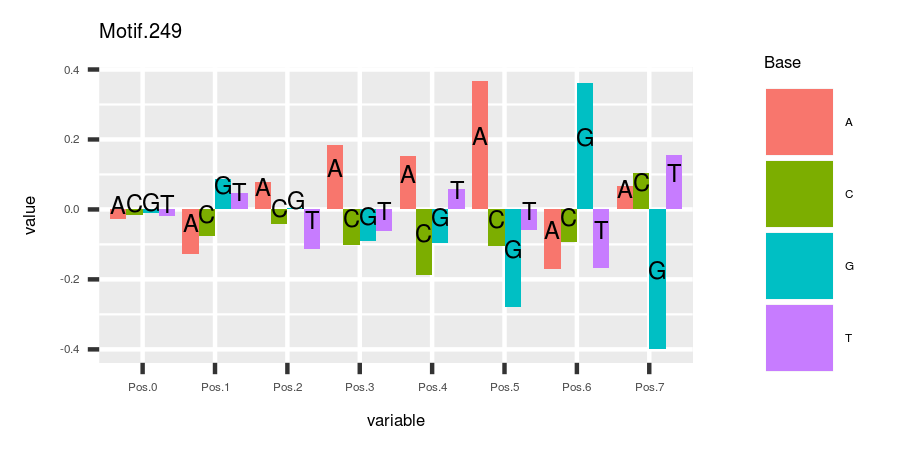 Motif.249
value
0.4
0.2
0.0
-0.2
-0.4
A C G T A C G T A C G T A C G T A C G T A C G T A C G T A C G T
Pos.0 Pos.1 Pos.2 Pos.3 Pos.4 Pos.5 Pos.6 Pos.7
variable
Base
A
C
G
T